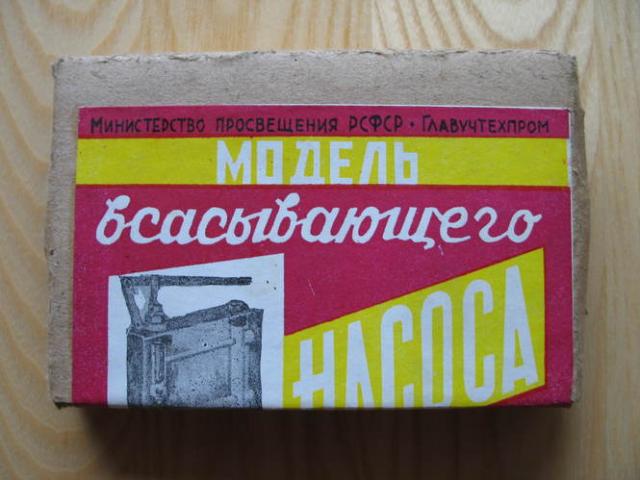 Министерство просвещения РСФСР • Главучтехпром
МОДЕЛЬ
всасывающего
НАСОСА